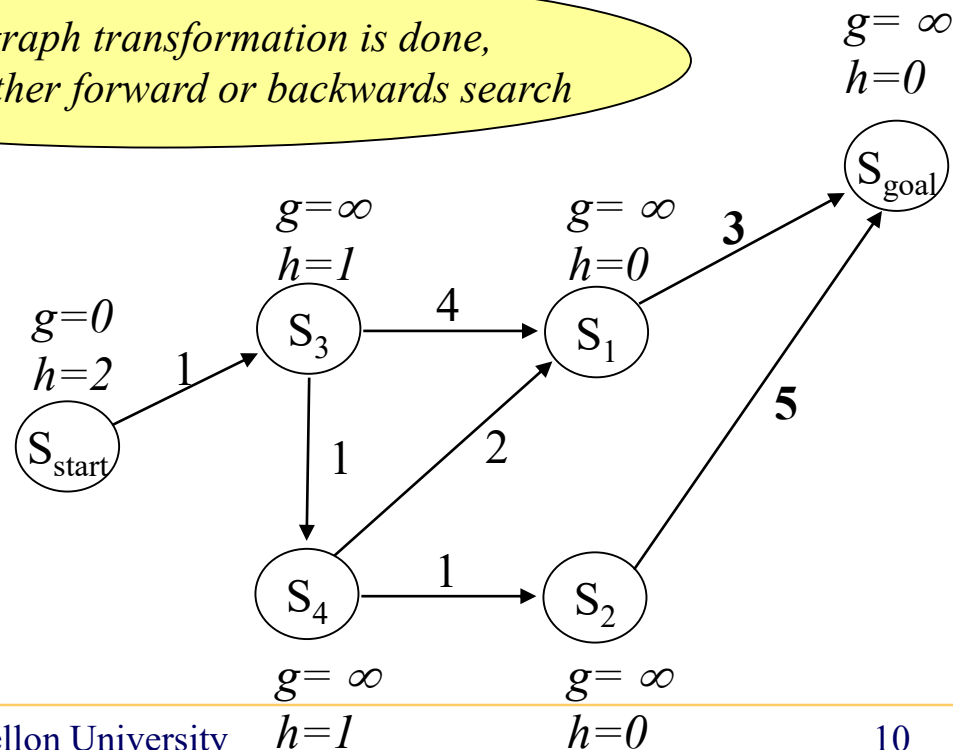 raph transformation is done,
ther forward or backwards search
g= ∞
h=0
S_goal
g=∞
h=1
g= ∞
h=0
3
g=0
h=2
1
S_3
4
S_1
5
S_start
1
2
S_4
1
S_2
g= ∞
h=1
g= ∞
h=0
ellon University
10